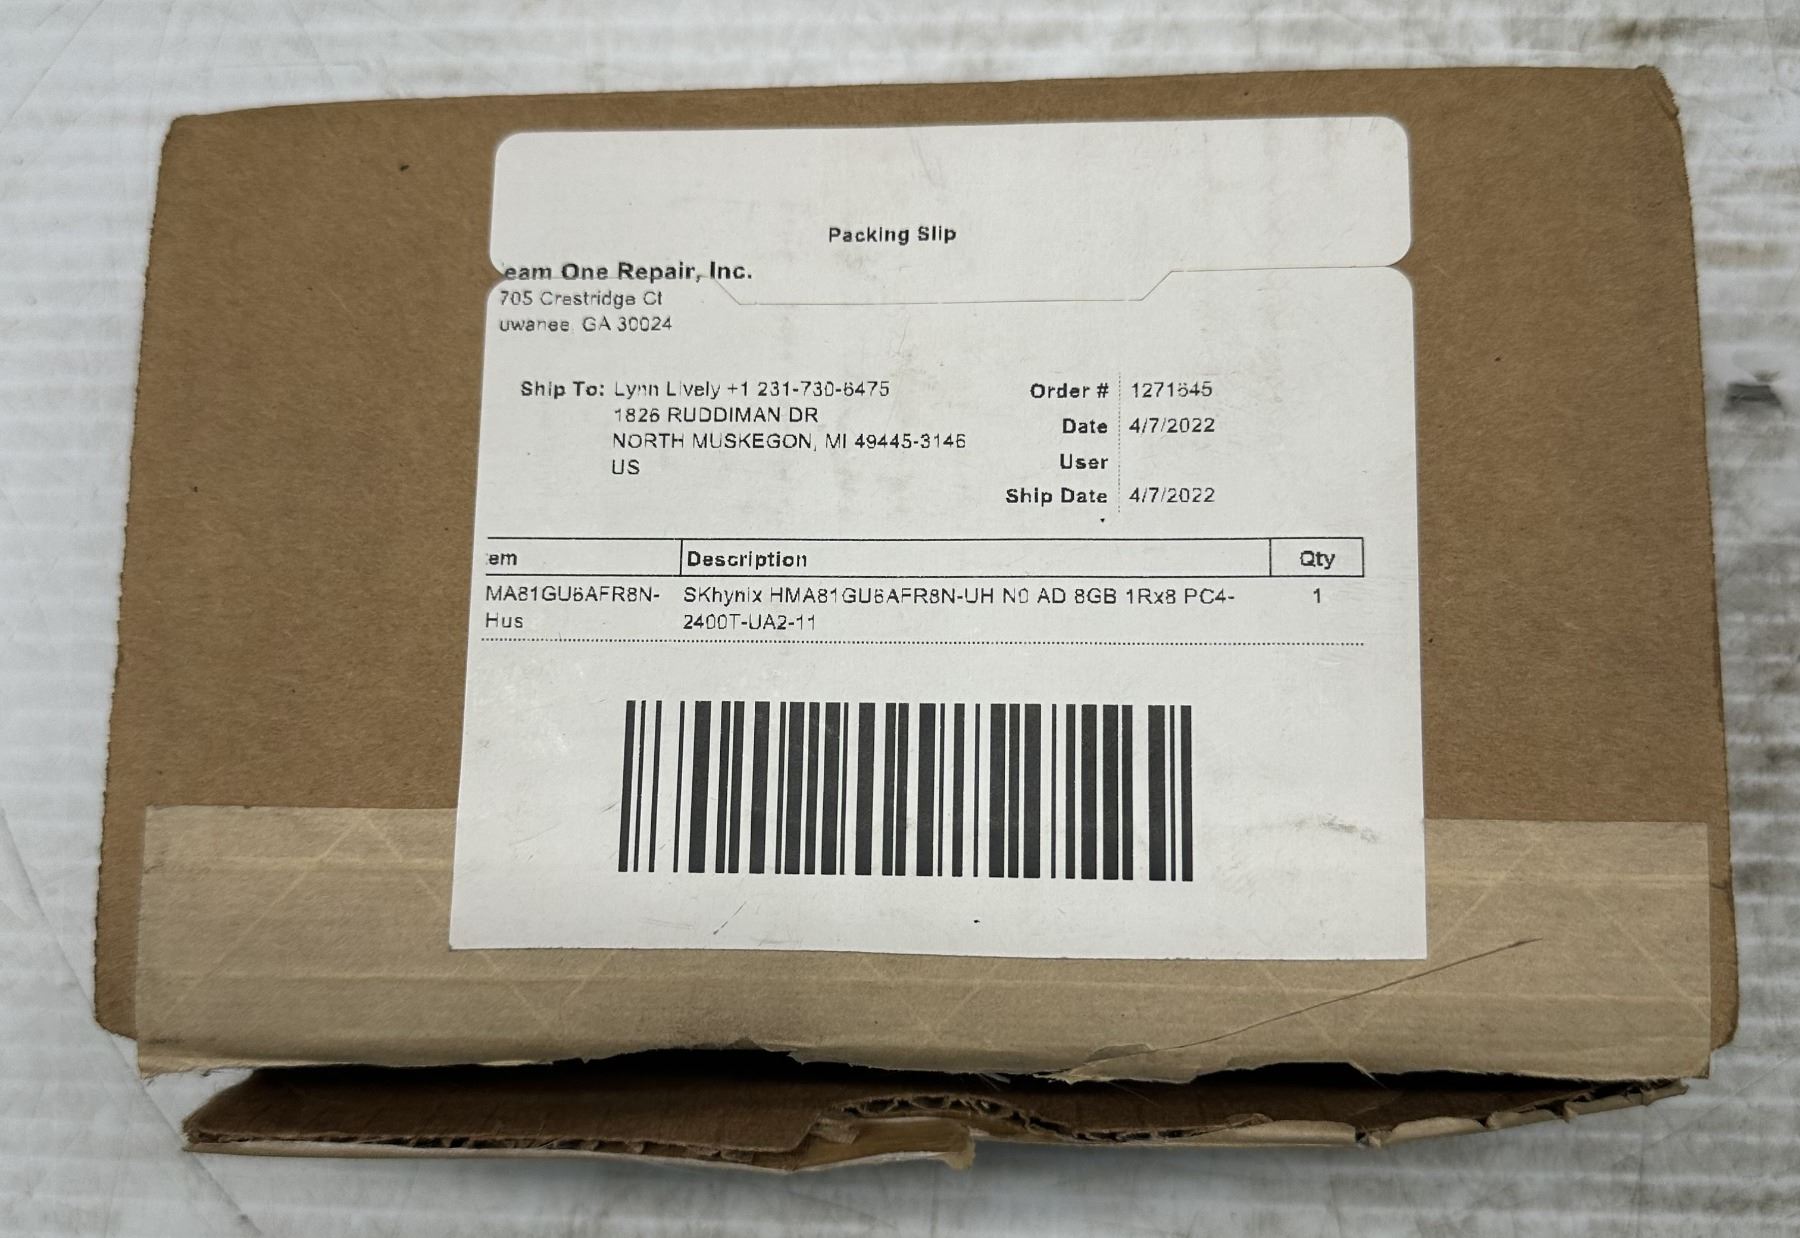 Packing Slip
eam One Repair, Inc.
705 Crestridge Ct
uwanee, GA 30024
Ship To: Lynn Lively +1 231-730-6475
1826 RUDDIMAN DR
NORTH MUSKEGON, MI 49445-3146
US
Order # 1271645
Date 4/7/2022
User
Ship Date 4/7/2022
em Description Qty
MA81GU6AFR8N- SKhynix HMA81GU6AFR8N-UH N0 AD 8GB 1Rx8 PC4- 1
Hus 2400T-UA2-11